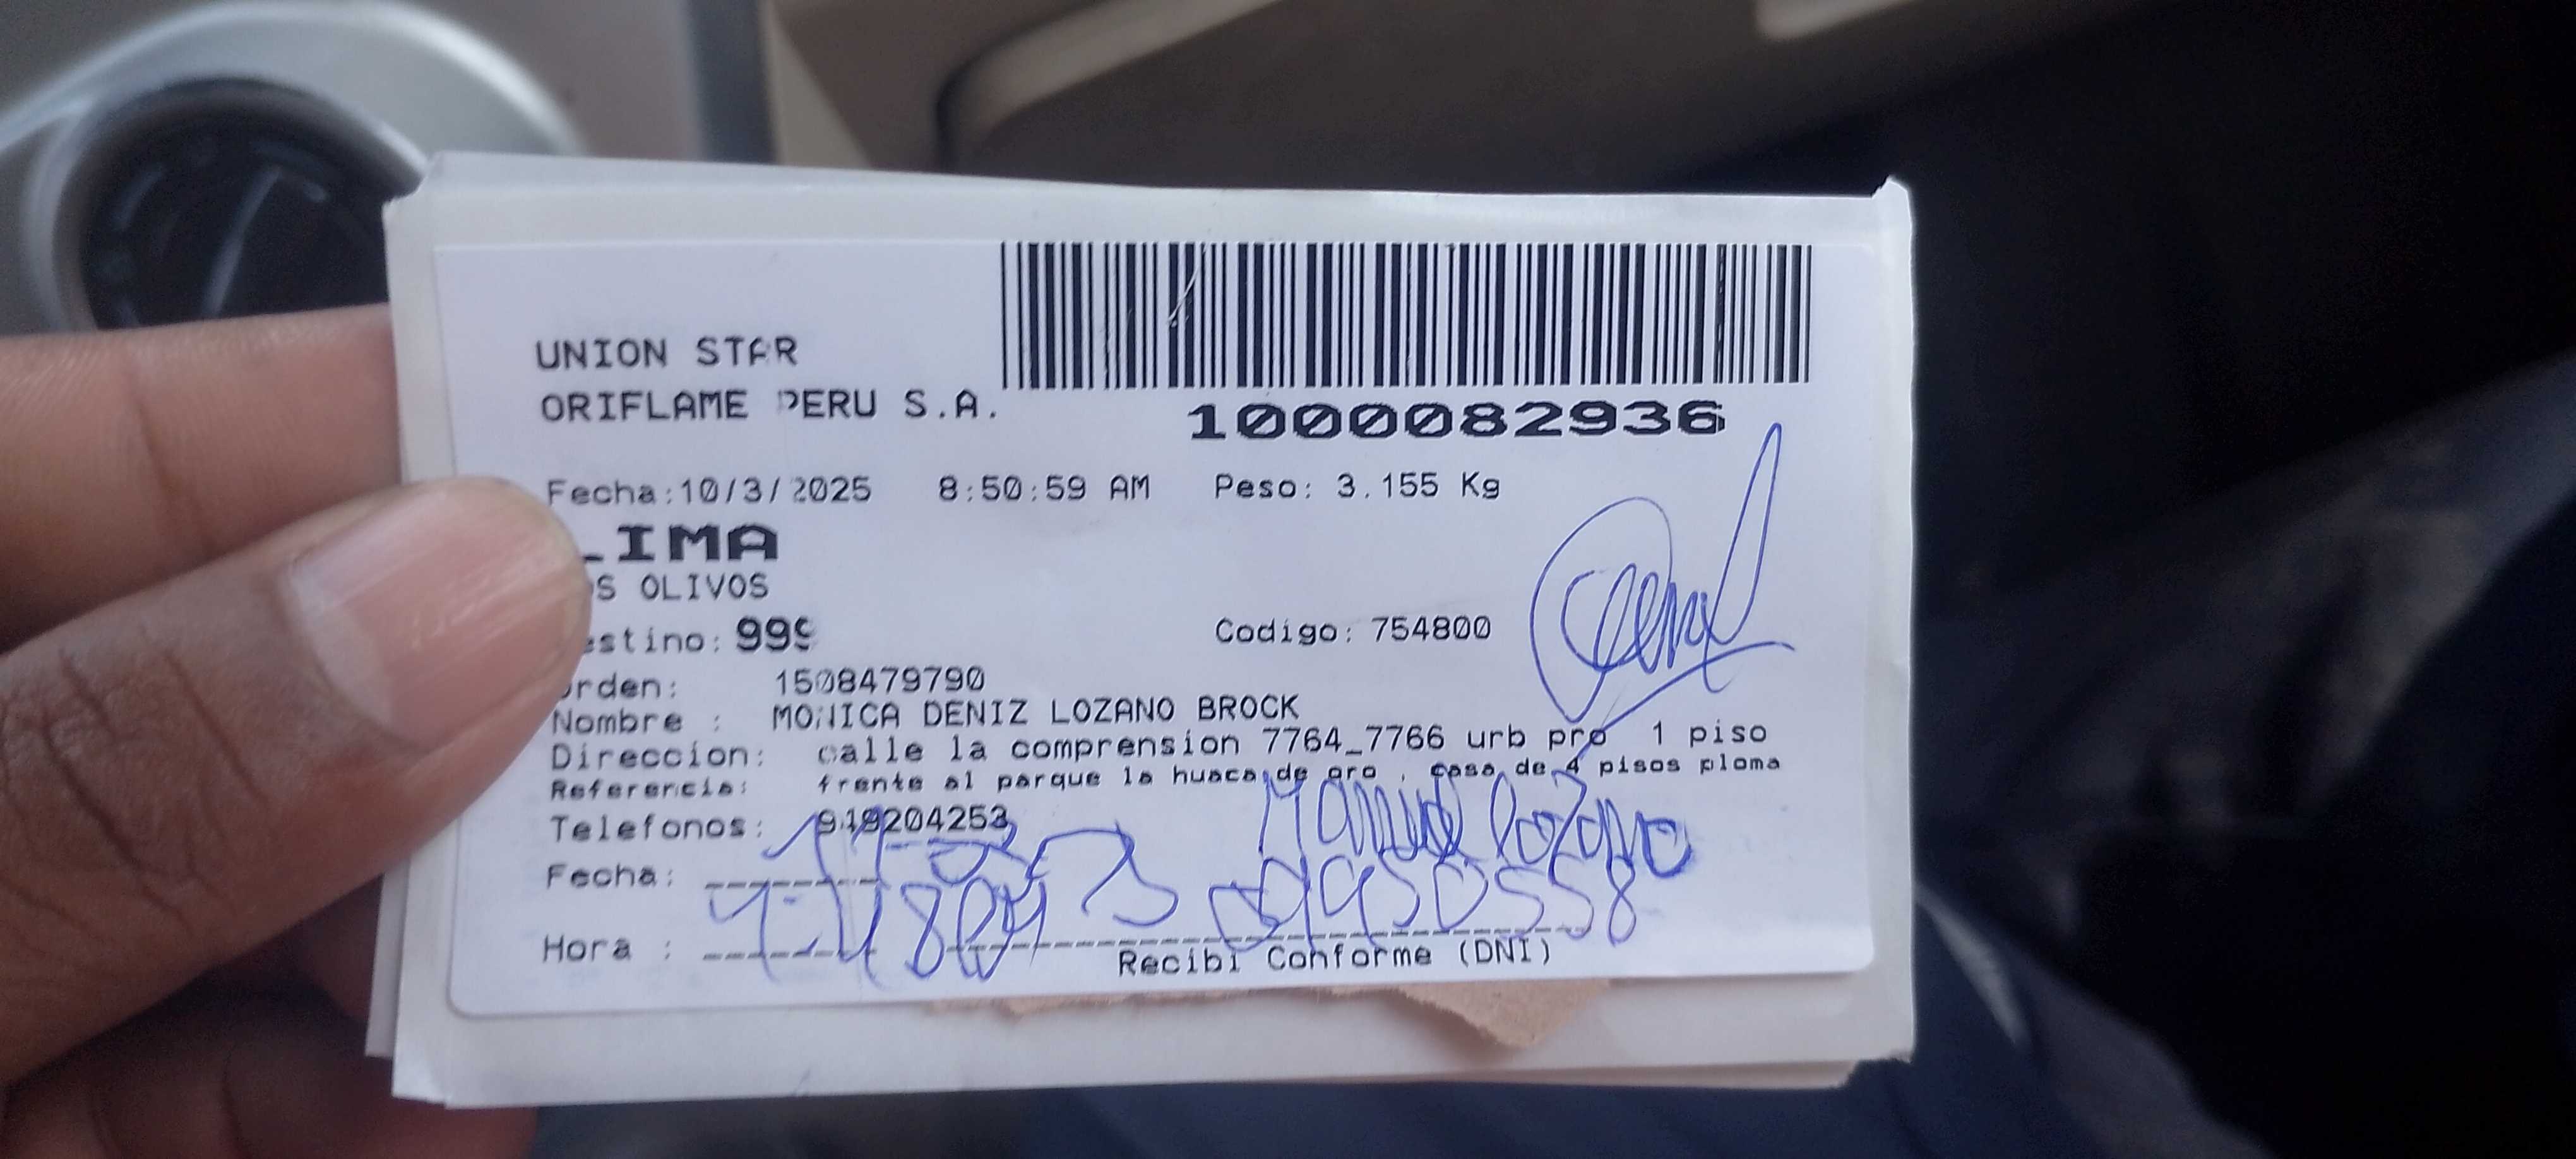 UNION STAR
ORIFLAME PERU S.A.
1000082936
Fecha:10/3/2025 8:50:59 AM Peso: 3.155 Kg
LIMA
OS OLIVOS
estino: 999
Codigo: 754800
orden: 1508479790
Nombre : MONICA DENIZ LOZANO BROCK
Direccion: calle la comprension 7764_7766 urb pro 1 piso
Referencia: frente al parque la huaca de oro , casa de 4 pisos ploma
Telefonos: 949204253
Manuel lozano
Fecha:
09950558
Hora :
Recibi Conforme (DNI)